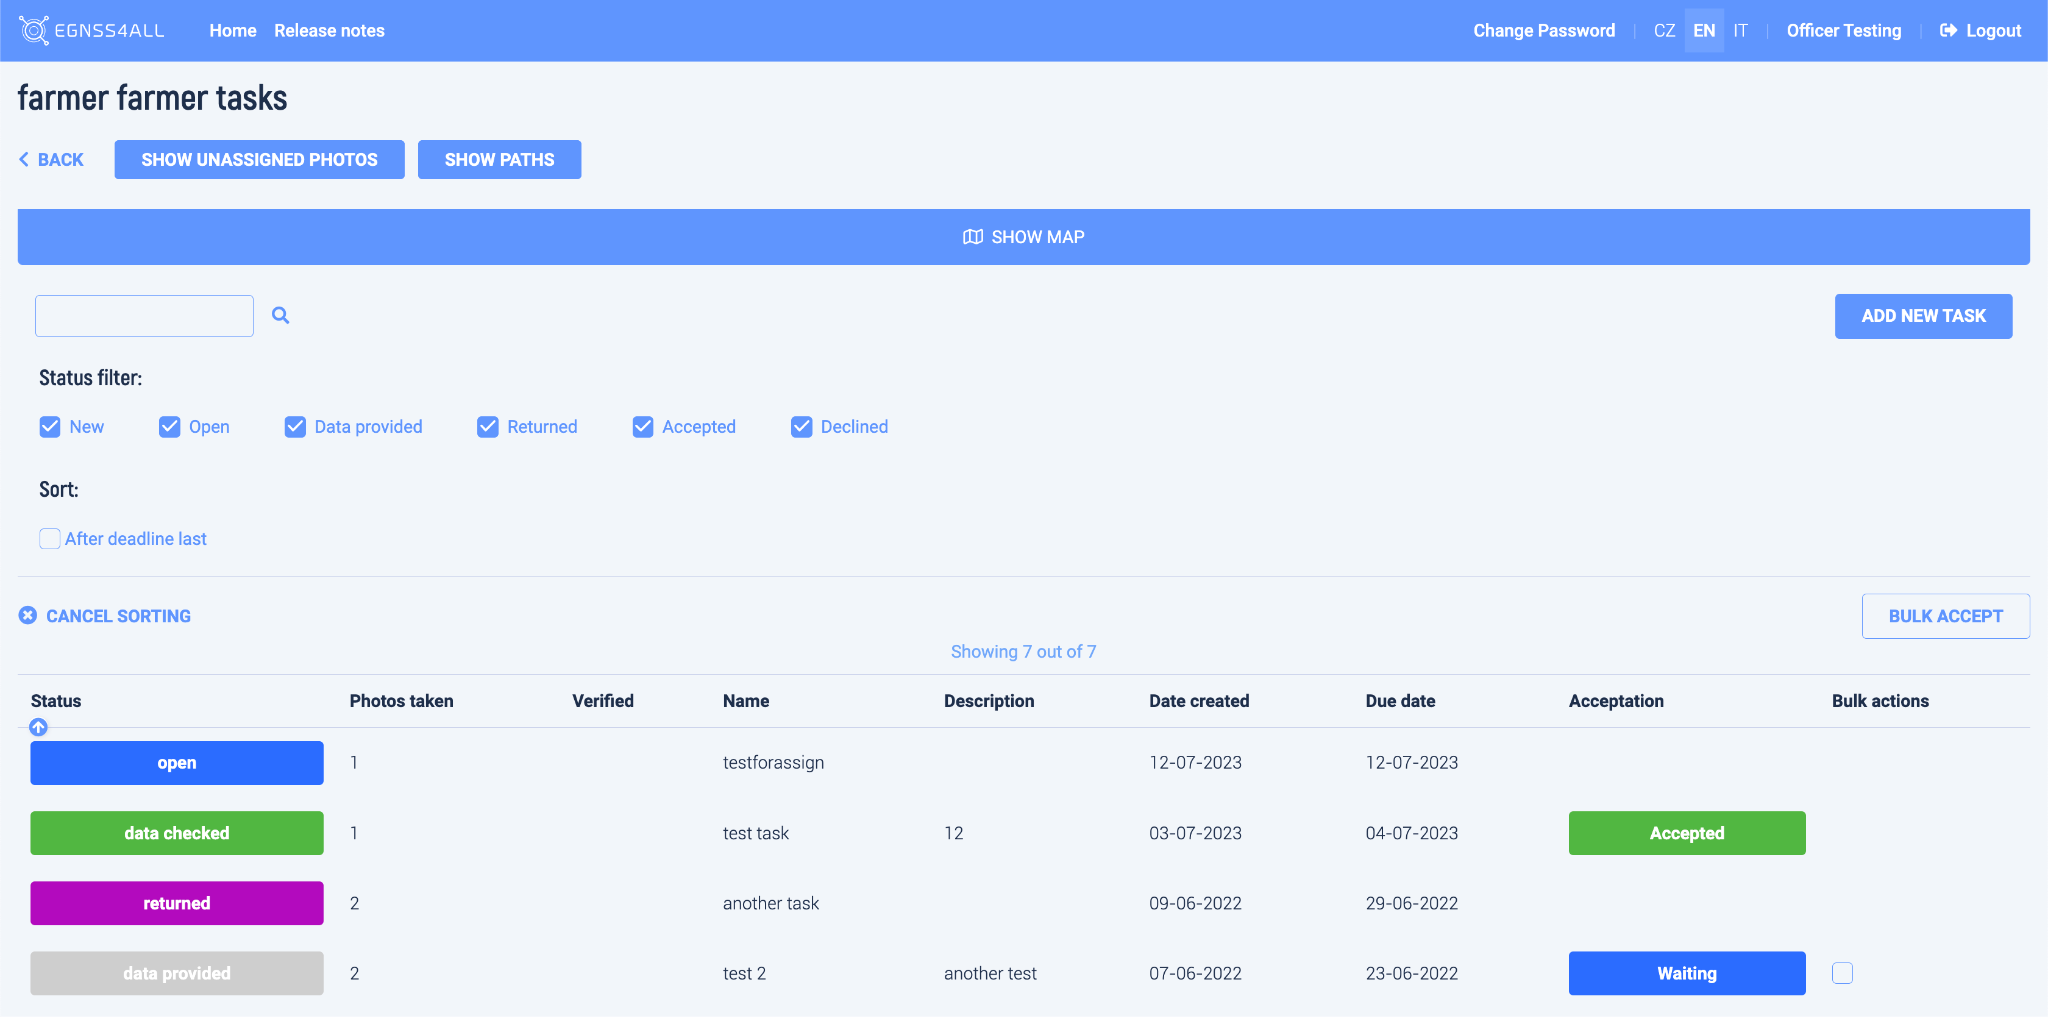 EGNSS4ALL Home Release notes Change Password CZ EN IT Officer Testing Logout
farmer farmer tasks
BACK SHOW UNASSIGNED PHOTOS SHOW PATHS
SHOW MAP
ADD NEW TASK
Status filter:
New Open Data provided Returned Accepted Declined
Sort:
After deadline last
CANCEL SORTING BULK ACCEPT
Showing 7 out of 7
Status Photos taken Verified Name Description Date created Due date Acceptation Bulk actions
open 1 testforassign 12-07-2023 12-07-2023
data checked 1 test task 12 03-07-2023 04-07-2023 Accepted
returned 2 another task 09-06-2022 29-06-2022
data provided 2 test 2 another test 07-06-2022 23-06-2022 Waiting